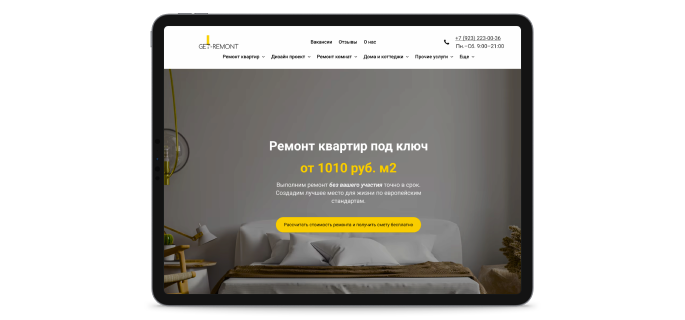 GET-REMONT
Вакансии Отзывы О нас
+7 (923) 223-00-36
Пн. - Сб. 9:00-21:00
Ремонт квартир Дизайн проект Ремонт комнат Дома и коттеджи Прочие услуги Еще
Ремонт квартир под ключ
от 1010 руб. м2
Выполним ремонт без вашего участия точно в срок.
Создадим лучшее место для жизни по европейским
стандартам.
Рассчитать стоимость ремонта и получить смету бесплатно